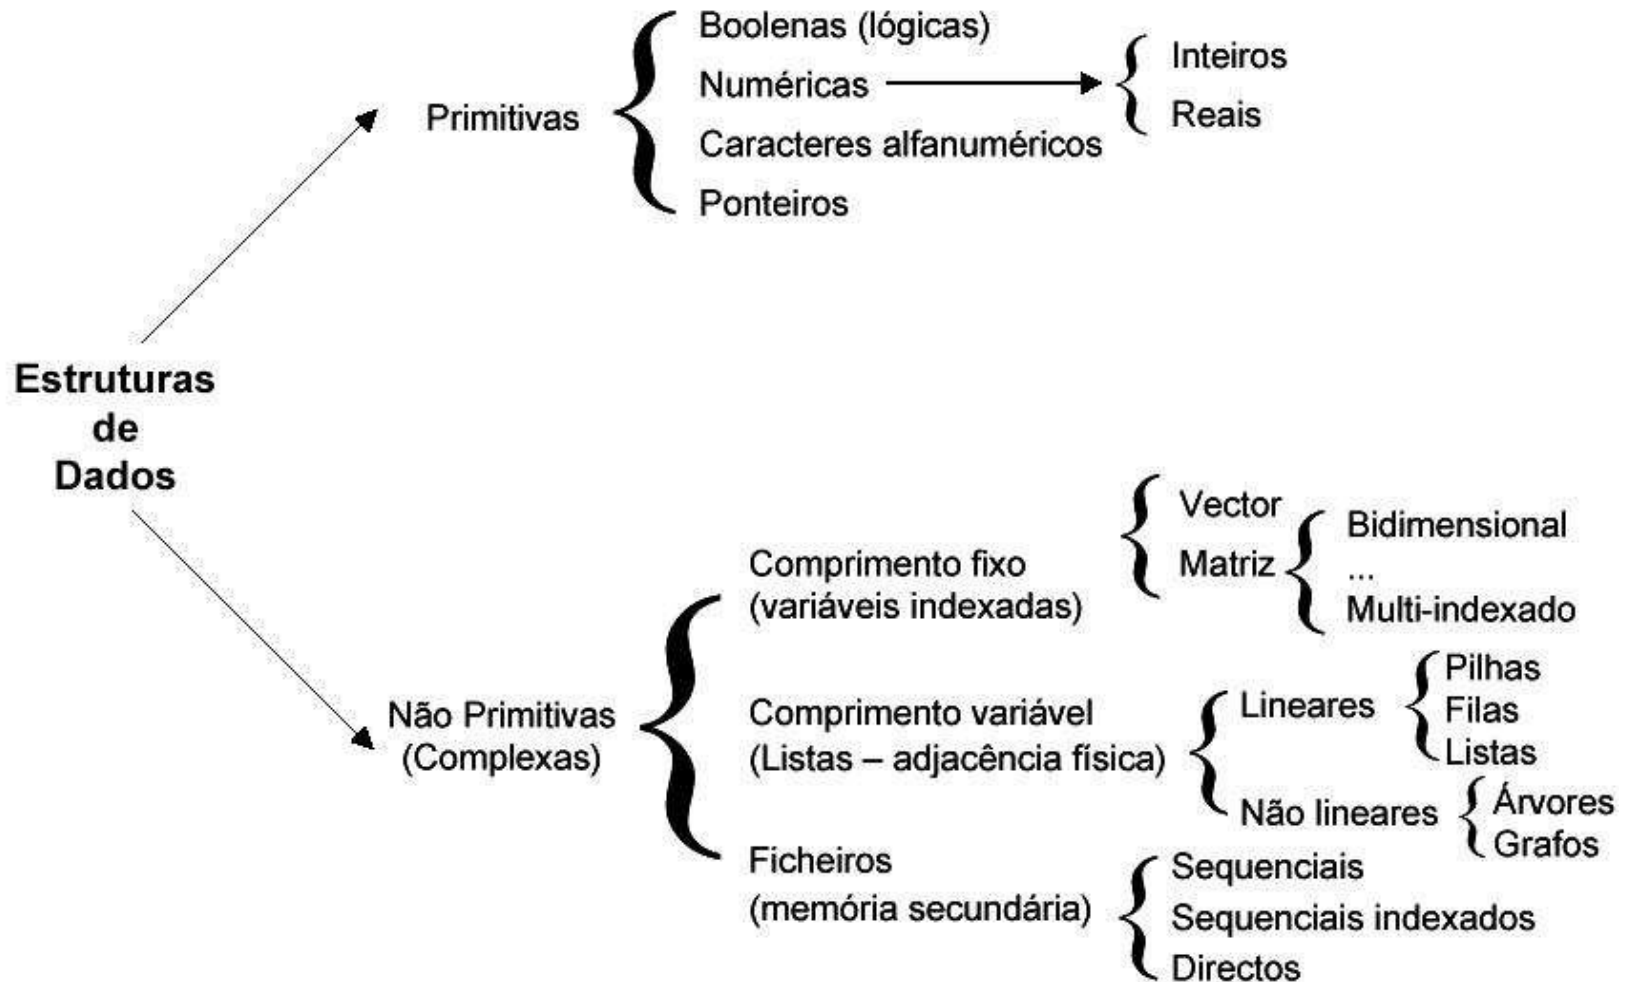 Estruturas
de
Dados
Primitivas
Boolenas (lógicas)
Numéricas
Inteiros
Reais
Caracteres alfanuméricos
Ponteiros
Não Primitivas
(Complexas)
Comprimento fixo
(variáveis indexadas)
Vector
Matriz
Bidimensional
...
Multi-indexado
Comprimento variável
(Listas – adjacência física)
Lineares
Pilhas
Filas
Listas
Não lineares
Árvores
Grafos
Ficheiros
(memória secundária)
Sequenciais
Sequenciais indexados
Directos